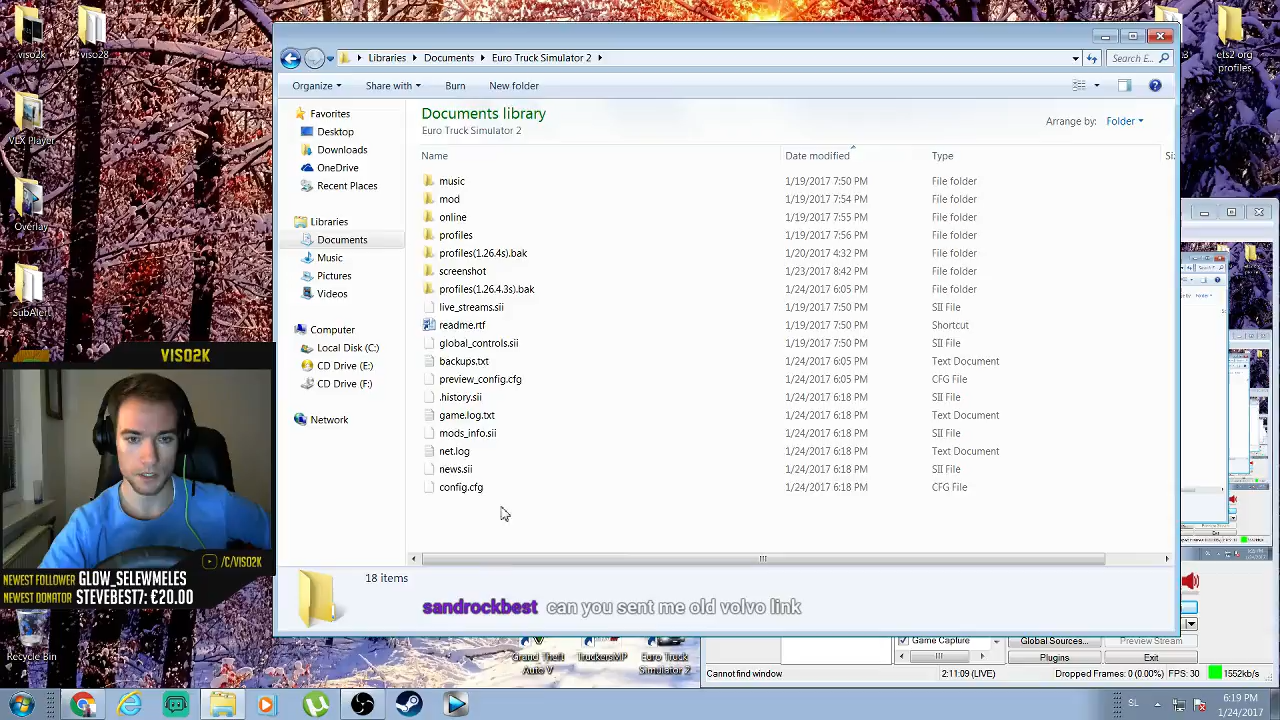 viso2k
viso28
VLX Player
Overlay
SubAlert
Recycle Bin
ets2 org
profiles
Libraries
Documents
Euro Truck Simulator 2
Search E...
Organize
Share with
Burn
New folder
Favorites
Desktop
Downloads
OneDrive
Recent Places
Libraries
Documents
Music
Pictures
Videos
Computer
Local Disk (C:)
CD Drive (E:)
CD Drive (F:)
Network
Documents library
Euro Truck Simulator 2
Arrange by: Folder
Name Date modified Type
music 1/19/2017 7:50 PM File folder
mod 1/19/2017 7:54 PM File folder
online 1/19/2017 7:55 PM File folder
profiles 1/19/2017 7:56 PM File folder
profiles(1.26.4s).bak 1/20/2017 4:32 PM File folder
screenshot 1/23/2017 8:42 PM File folder
profiles(1.26.4.3s).bak 1/24/2017 6:05 PM File folder
live_streams.sii 1/19/2017 7:50 PM SII File
readme.rtf 1/19/2017 7:50 PM Shortcut
global_controls.sii 1/19/2017 7:50 PM SII File
backups.txt 1/24/2017 6:05 PM Text Document
preview_config.cfg 1/24/2017 6:05 PM CFG File
.history.sii 1/24/2017 6:18 PM SII File
game.log.txt 1/24/2017 6:18 PM Text Document
mods_info.sii 1/24/2017 6:18 PM SII File
net.log 1/24/2017 6:18 PM Text Document
news.sii 1/24/2017 6:18 PM SII File
config.cfg 1/24/2017 6:18 PM CFG File
18 items
VISO2K
/C/VISO2K
NEWEST FOLLOWER GLOW_SELEWMELES
NEWEST DONATOR STEVEBEST7: €20.00
sandrockbest can you sent me old volvo link
Grand Theft
Auto V
TruckersMP
Euro Truck
Simulator 2
Game Capture
Global Sources...
Preview Stream
Plugins
Exit
Cannot find window
2:11:09 (LIVE)
Dropped Frames: 0 (0.00%)
FPS: 30
1552kb/s
SL
6:19 PM
1/24/2017